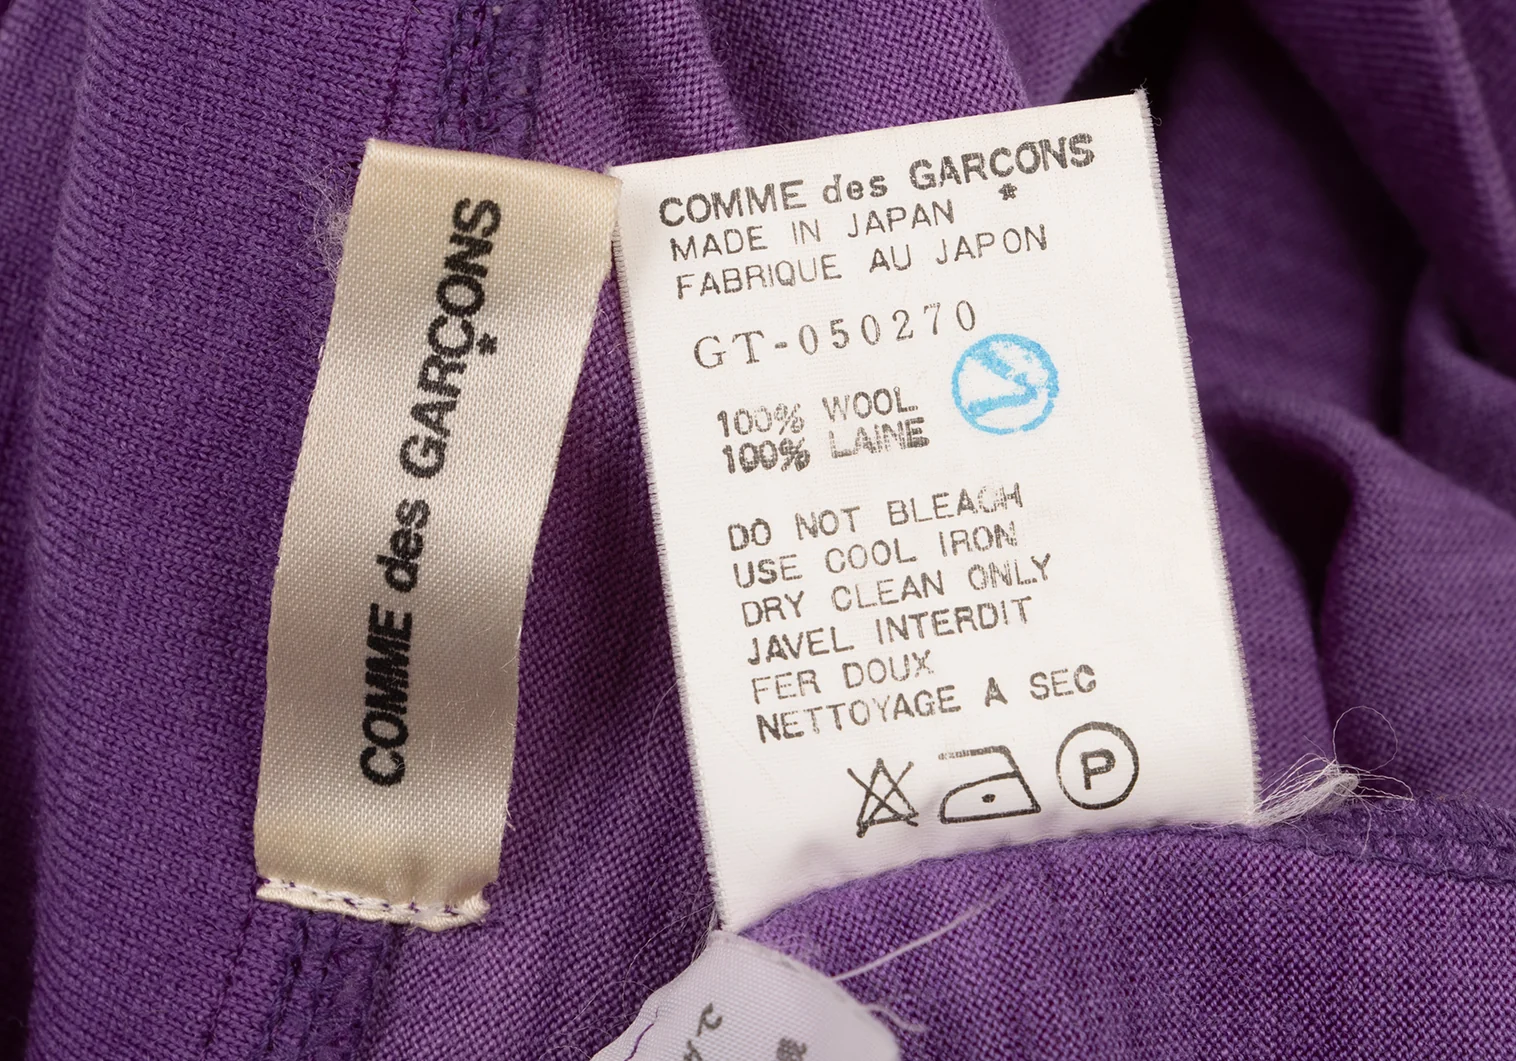 COMME des GARÇONS
COMME des GARÇONS
MADE IN JAPAN
FABRIQUE AU JAPON
GT-050270
100% WOOL
100% LAINE
DO NOT BLEACH
USE COOL IRON
DRY CLEAN ONLY
JAVEL INTERDIT
FER DOUX
NETTOYAGE A SEC
P